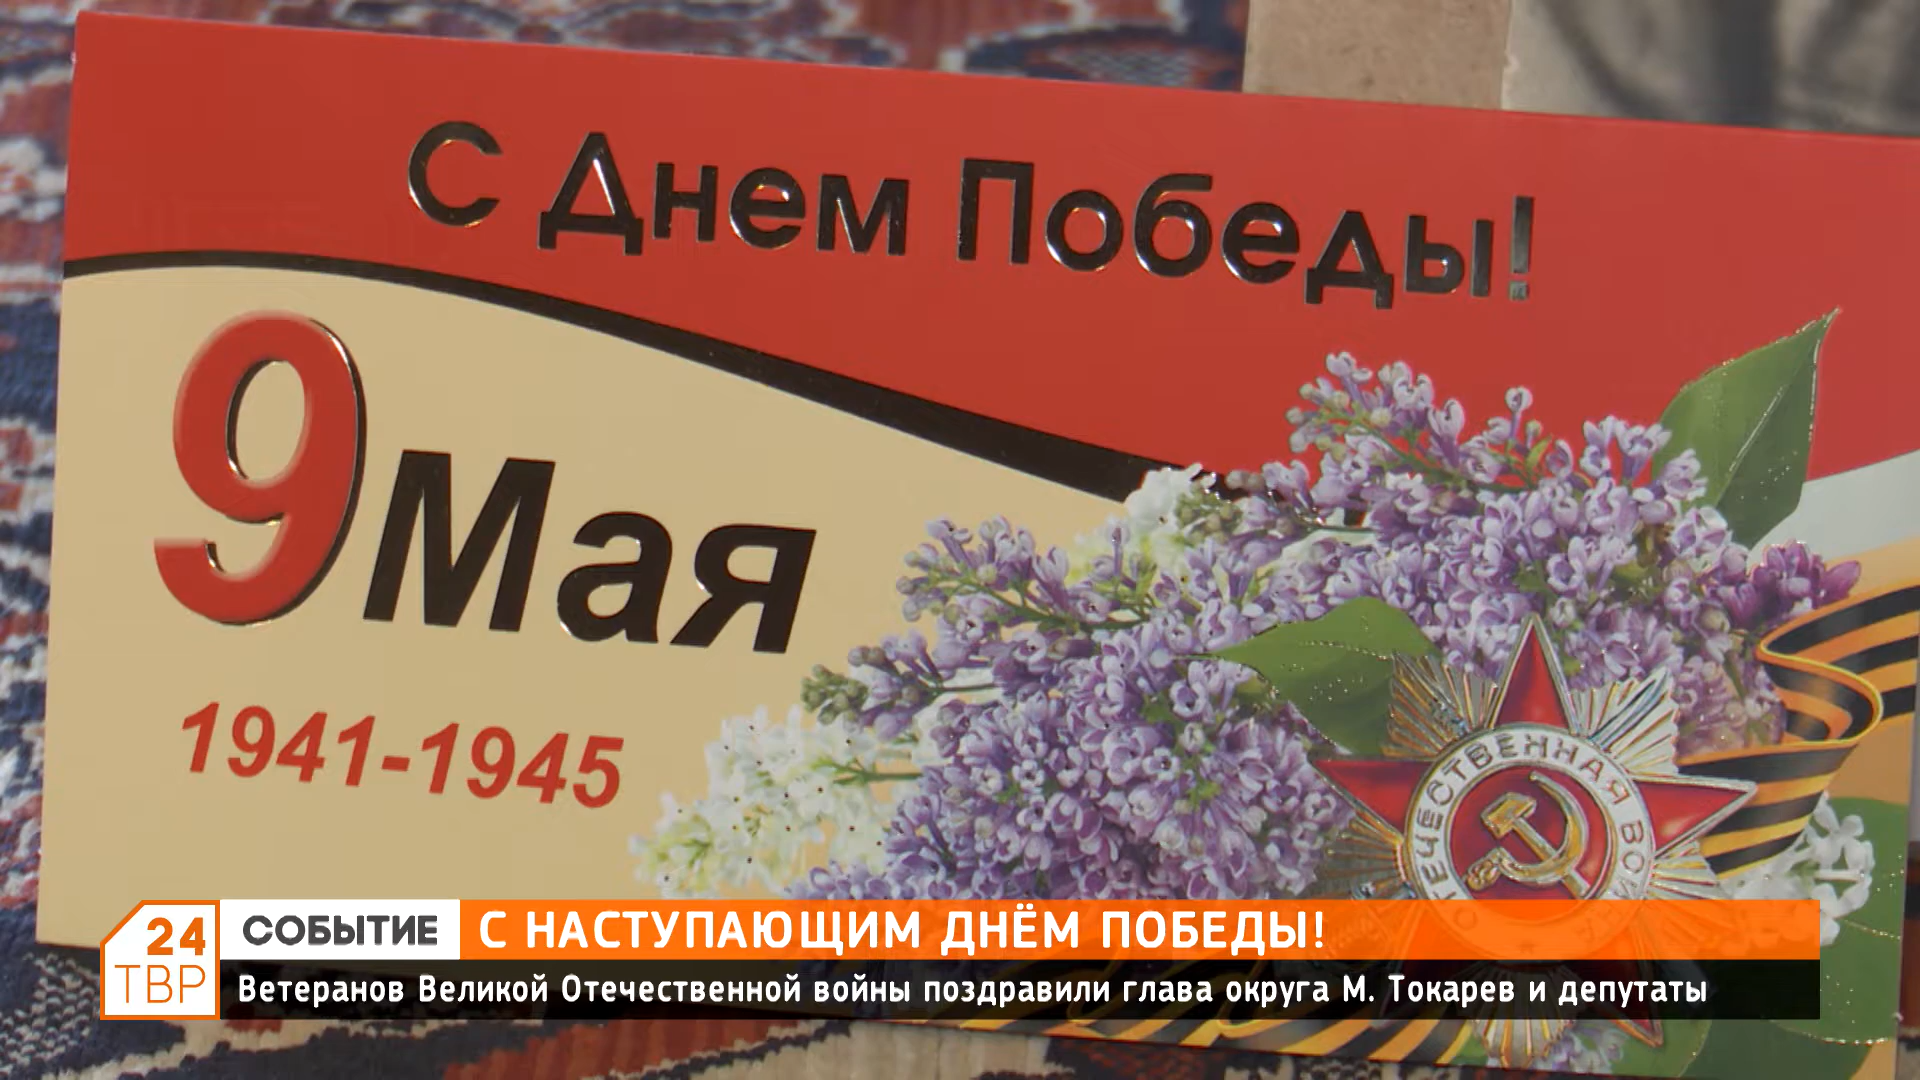 С Днем Победы!
9 Мая
1941-1945
ОТЕЧЕСТВЕННАЯ
24
ТВР
СОБЫТИЕ
С НАСТУПАЮЩИМ ДНЁМ ПОБЕДЫ!
Ветеранов Великой Отечественной войны поздравили глава округа М. Токарев и депутаты